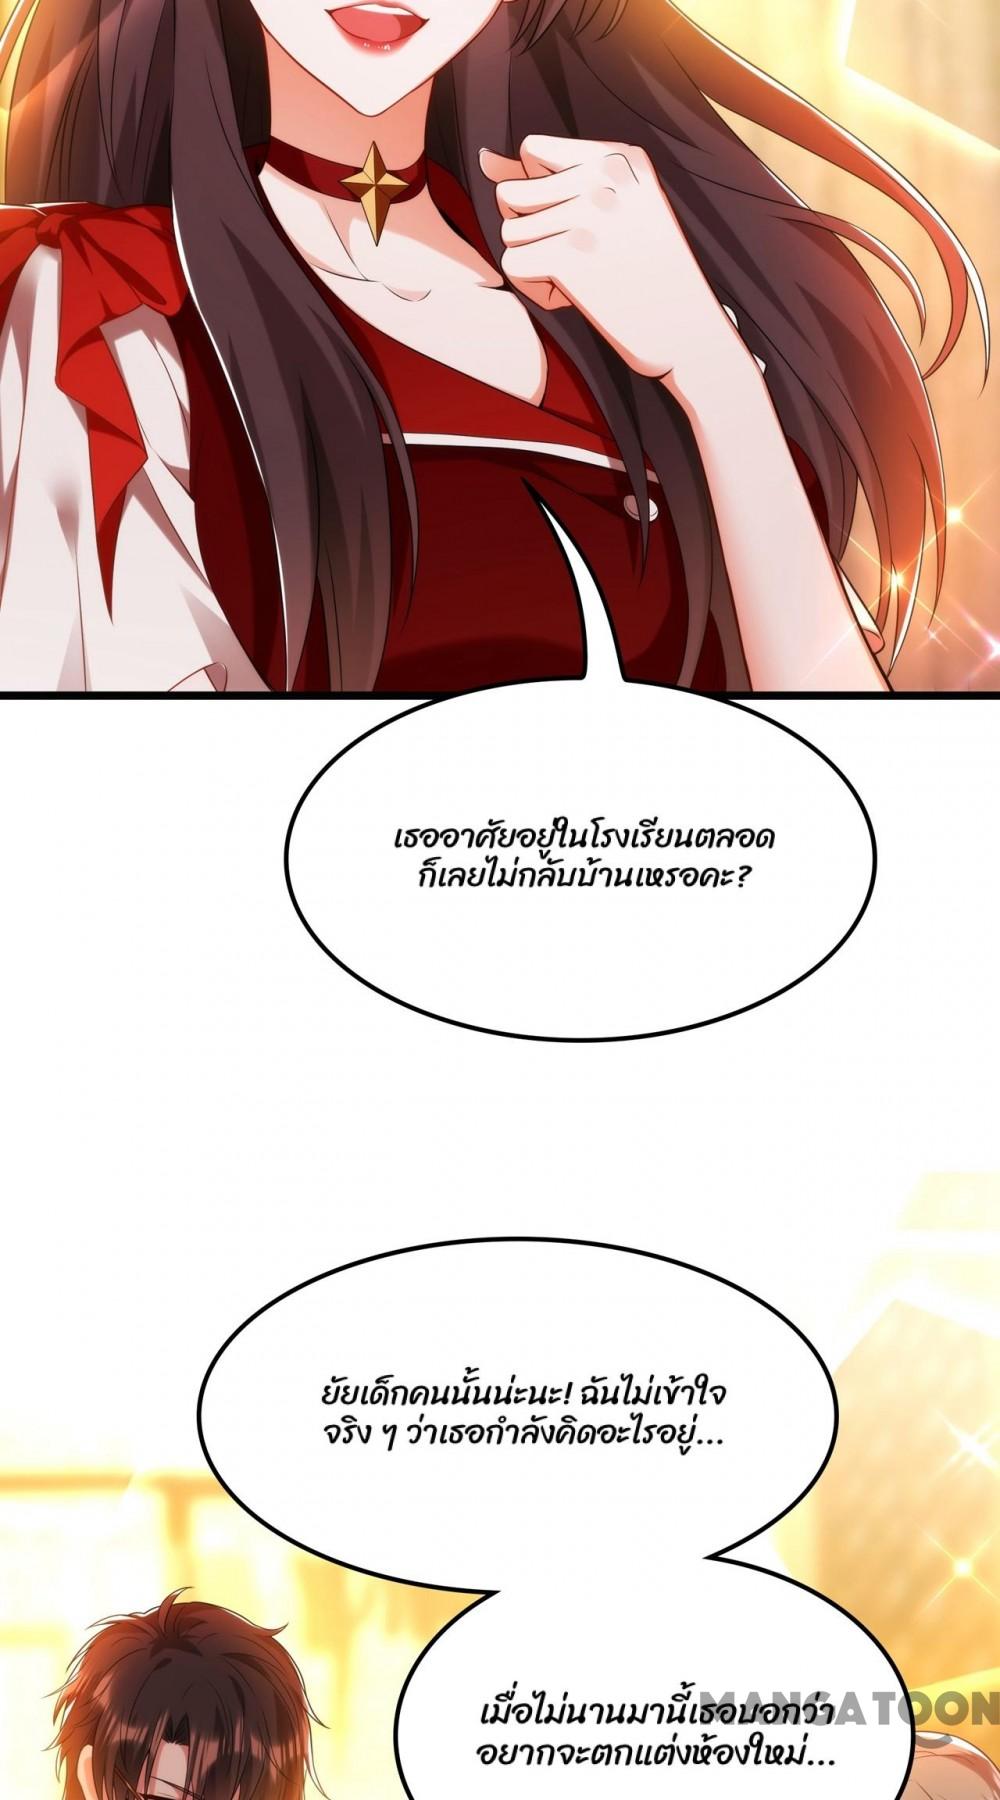 เธออาศัยอยู่ในโรงเรียนตลอด
ก็เลยไม่กลับบ้านเหรอคะ?
ยัยเด็กคนนั้นน่ะนะ! ฉันไม่เข้าใจ
จริง ๆ ว่าเธอกำลังคิดอะไรอยู่...
เมื่อไม่นานมานี้เธอบอกว่า
อยากจะตกแต่งห้องใหม่...
MANGATOON